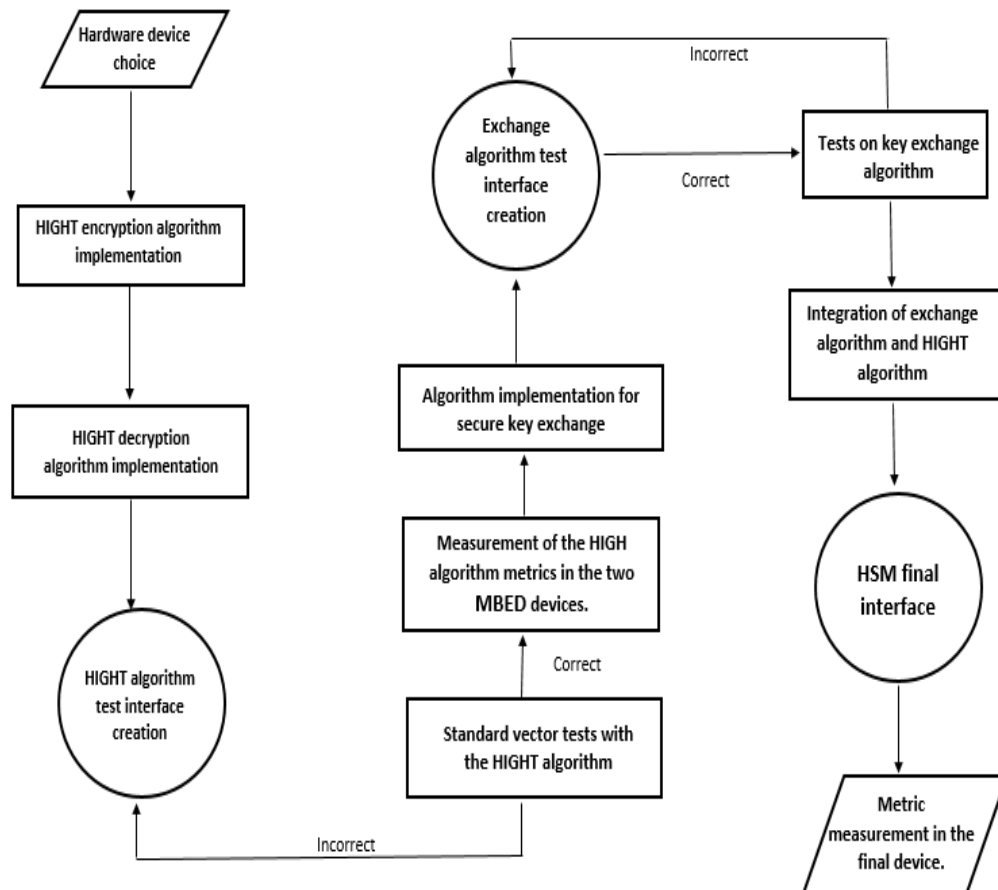 Hardware device
choice
HIGHT encryption algorithm
implementation
HIGHT decryption
algorithm implementation
HIGHT algorithm
test interface
creation
Incorrect
Standard vector tests with
the HIGHT algorithm
Correct
Measurement of the HIGH
algorithm metrics in the two
MBED devices.
Algorithm implementation for
secure key exchange
Exchange
algorithm test
interface
creation
Incorrect
Correct
Tests on key exchange
algorithm
Integration of exchange
algorithm and HIGHT
algorithm
HSM final
interface
Metric
measurement in the
final device.